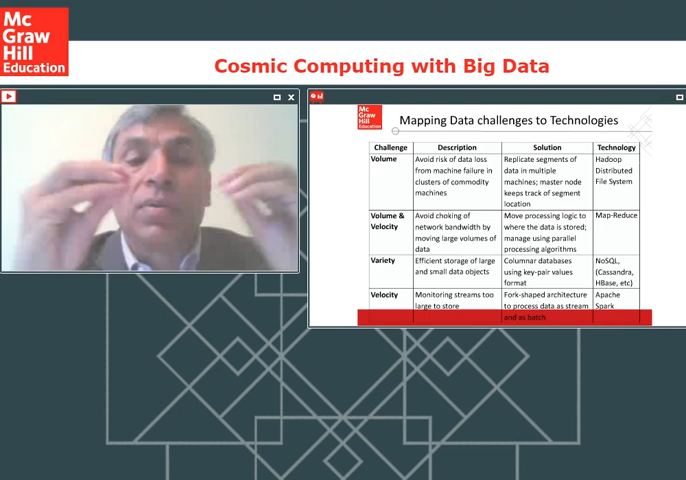 Mc
Graw
Hill
Education
Cosmic Computing with Big Data
Mc
Graw
Hill
Education
Mapping Data challenges to Technologies
Challenge Description Solution Technology
Volume Avoid risk of data loss Replicate segments of Hadoop
from machine failure in data in multiple Distributed
clusters of commodity machines; master node File System
machines keeps track of segment
location
Volume & Avoid choking of Move processing logic to Map-Reduce
Velocity network bandwidth by where the data is stored;
moving large volumes of manage using parallel
data processing algorithms
Variety Efficient storage of large Columnar databases NoSQL,
and small data objects using key-pair values (Cassandra,
format HBase, etc)
Velocity Monitoring streams too Fork-shaped architecture Apache
large to store to process data as stream Spark
and as batch